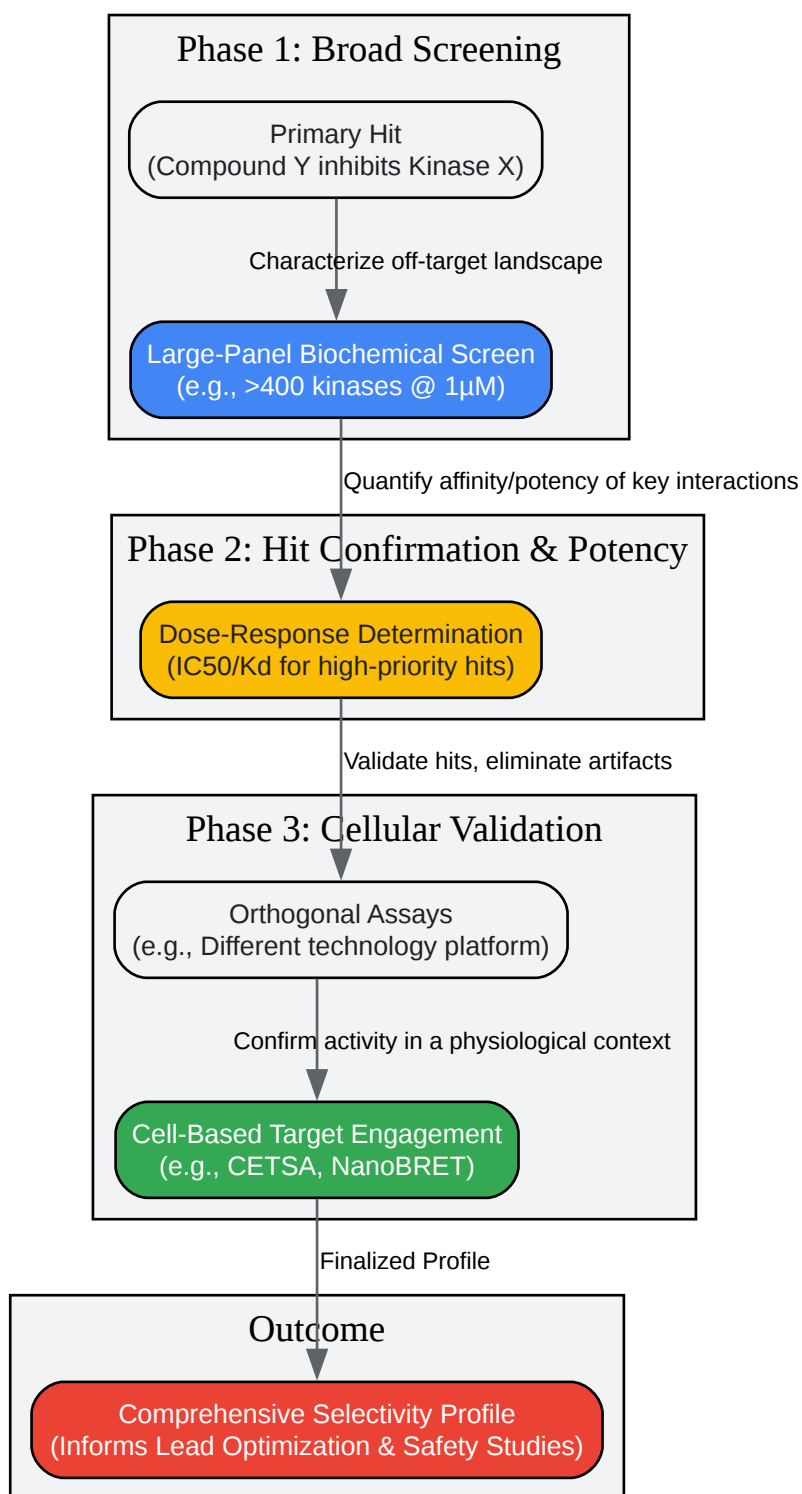 Phase 1: Broad Screening
Primary Hit
(Compound Y inhibits Kinase X)
Characterize off-target landscape
Large-Panel Biochemical Screen
(e.g., >400 kinases @ 1µM)
Quantify affinity/potency of key interactions
Phase 2: Hit Confirmation & Potency
Dose-Response Determination
(IC50/Kd for high-priority hits)
Validate hits, eliminate artifacts
Phase 3: Cellular Validation
Orthogonal Assays
(e.g., Different technology platform)
Confirm activity in a physiological context
Cell-Based Target Engagement
(e.g., CETSA, NanoBRET)
Finalized Profile
Outcome
Comprehensive Selectivity Profile
(Informs Lead Optimization & Safety Studies)